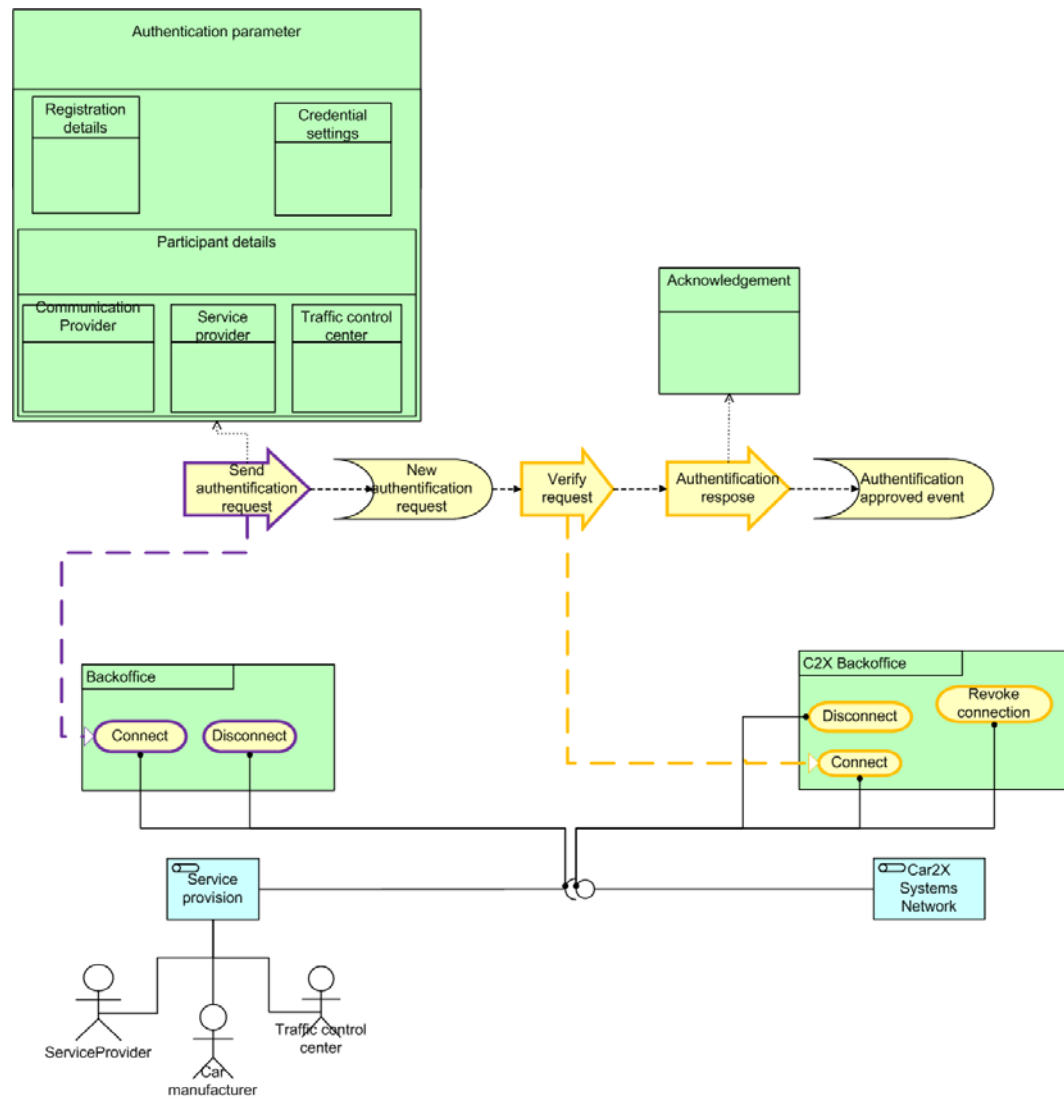 Authentication parameter
Registration
details
Credential
settings
Participant details
Communication
Provider
Service
provider
Traffic control
center
Acknowledgement
Send
authentification
request
New
authentification
request
Verify
request
Authentification
respose
Authentification
approved event
Backoffice
Connect
Disconnect
C2X Backoffice
Disconnect
Revoke
connection
Connect
Service
provision
Car2X
Systems
Network
ServiceProvider
Car
manufacturer
Traffic control
center